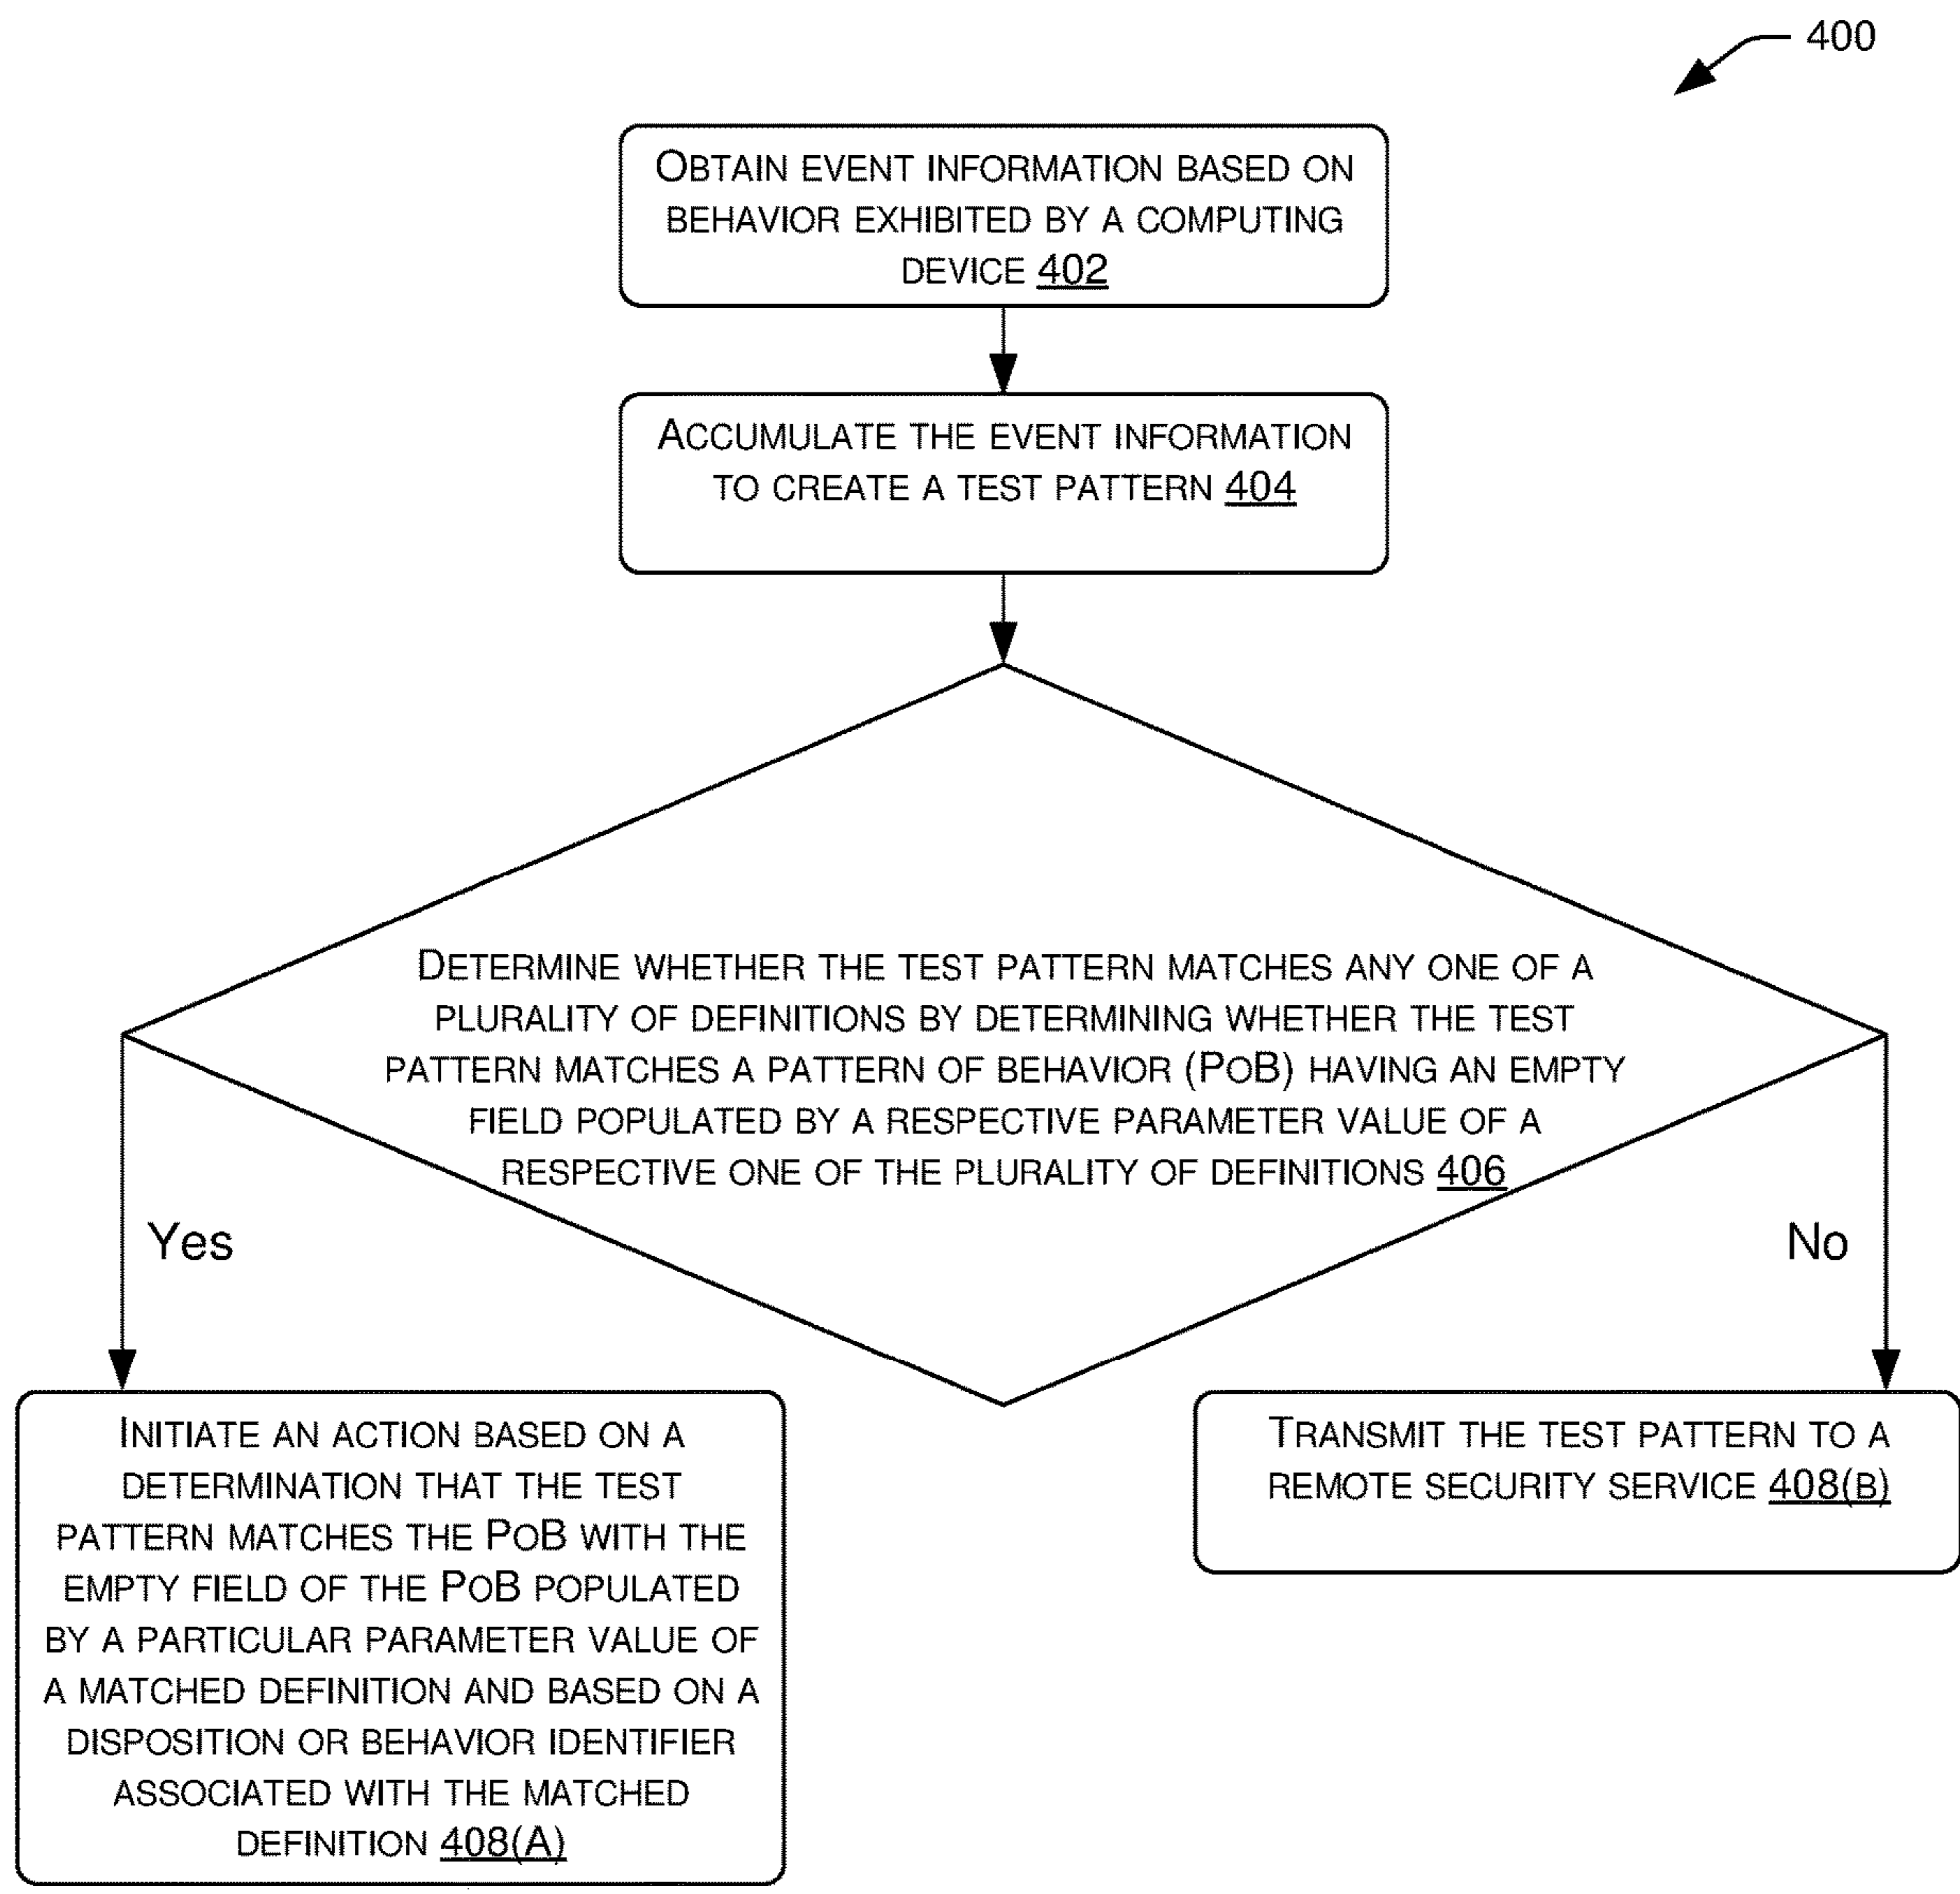 400
OBTAIN EVENT INFORMATION BASED ON
BEHAVIOR EXHIBITED BY A COMPUTING
DEVICE 402
ACCUMULATE THE EVENT INFORMATION
TO CREATE A TEST PATTERN 404
DETERMINE WHETHER THE TEST PATTERN MATCHES ANY ONE OF A
PLURALITY OF DEFINITIONS BY DETERMINING WHETHER THE TEST
PATTERN MATCHES A PATTERN OF BEHAVIOR (POB) HAVING AN EMPTY
FIELD POPULATED BY A RESPECTIVE PARAMETER VALUE OF A
RESPECTIVE ONE OF THE PLURALITY OF DEFINITIONS 406
Yes
No
INITIATE AN ACTION BASED ON A
DETERMINATION THAT THE TEST
PATTERN MATCHES THE POB WITH THE
EMPTY FIELD OF THE POB POPULATED
BY A PARTICULAR PARAMETER VALUE OF
A MATCHED DEFINITION AND BASED ON A
DISPOSITION OR BEHAVIOR IDENTIFIER
ASSOCIATED WITH THE MATCHED
DEFINITION 408(A)
TRANSMIT THE TEST PATTERN TO A
REMOTE SECURITY SERVICE 408(B)